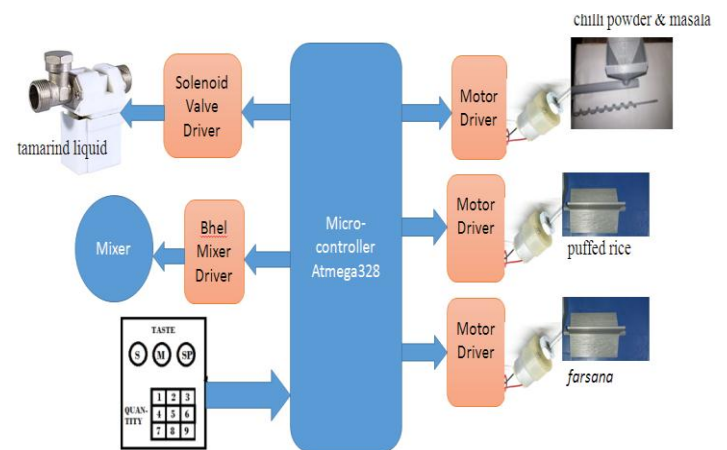 chilli powder & masala
Solenoid
Valve
Driver
tamarind liquid
Motor
Driver
Micro-
controller
Atmega328
Mixer
Bhel
Mixer
Driver
Motor
Driver
puffed rice
TASTE
S M SP
QUAN-
TITY
1 2 3
4 5 6
7 8 9
Motor
Driver
farsana